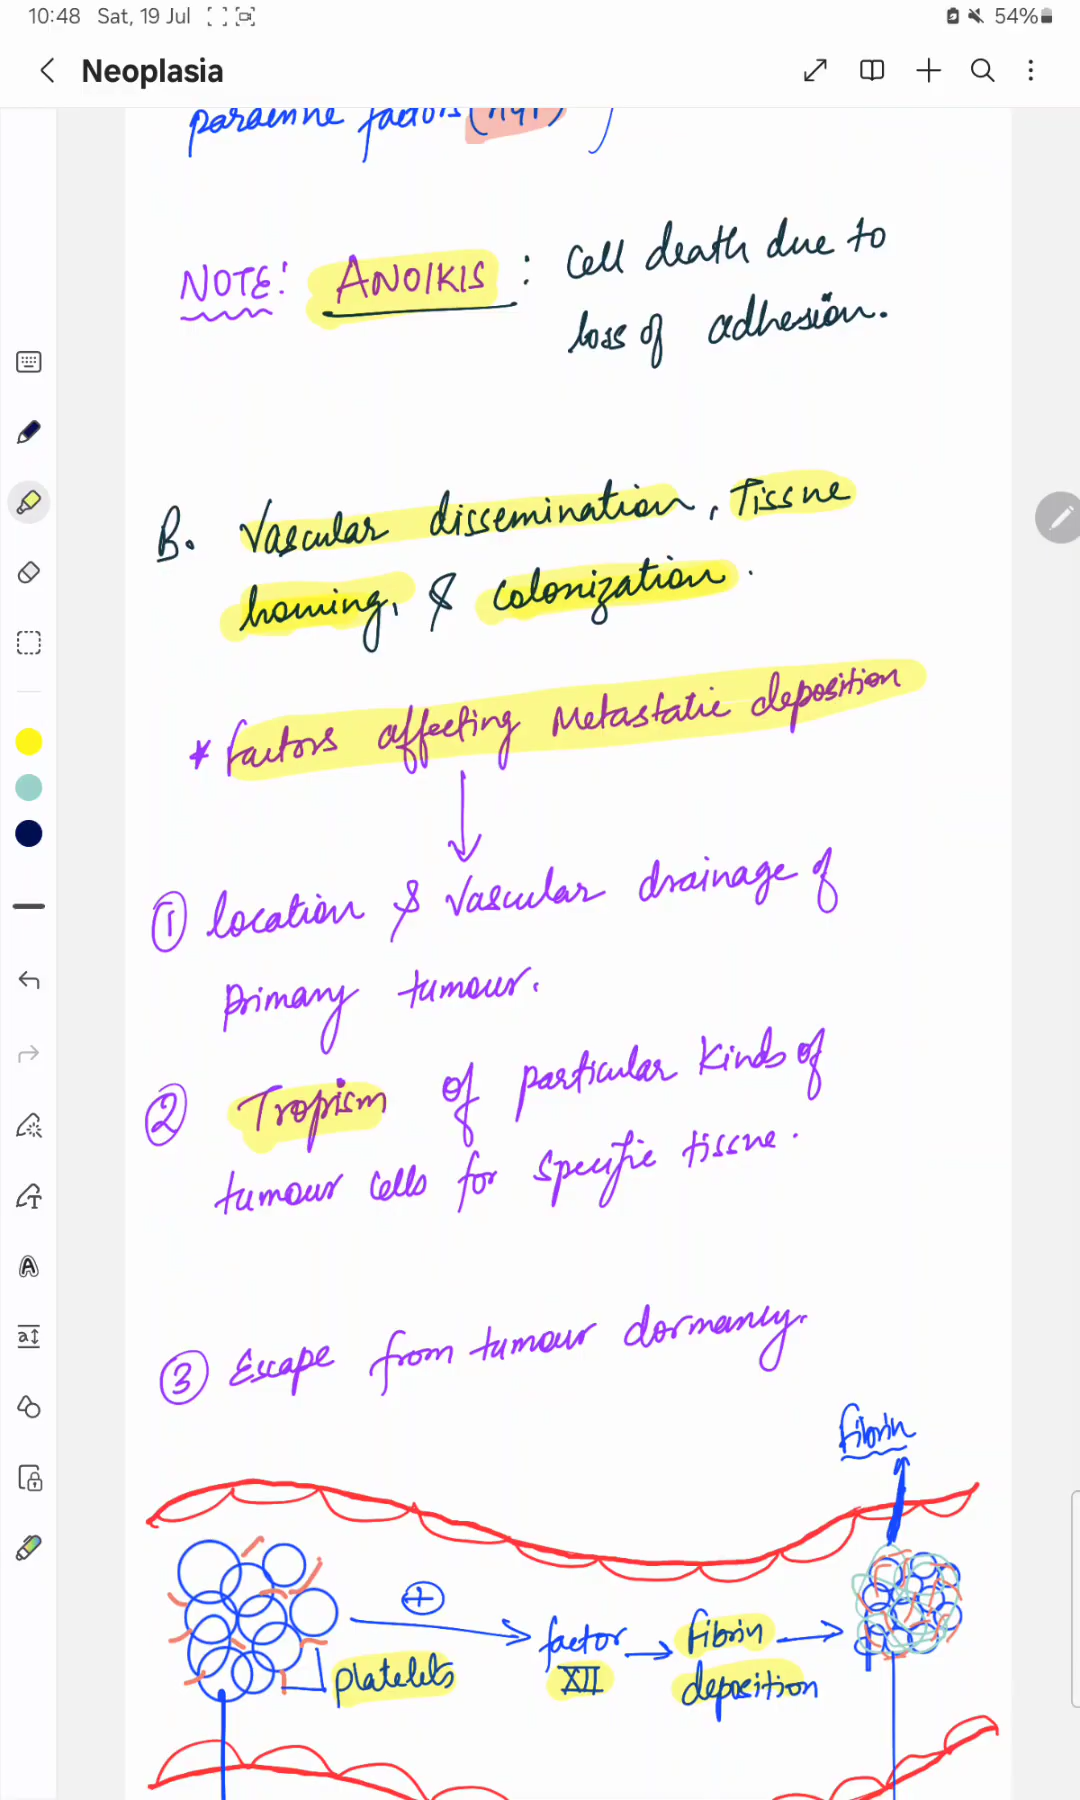 10:48 Sat, 19 Jul 54%
Neoplasia
paracrine factors
NOTE! ANOIKIS : Cell death due to
loss of adhesion.
B. Vascular dissemination, Tissue
homing, & colonization.
* factors affecting Metastatic deposition
① location & Vascular drainage of
primary tumour.
② Tropism of particular kinds of
tumour cells for specific tissue.
③ Escape from tumour dormancy.
fibrin
+
platelets
factor
XII
fibrin
deposition